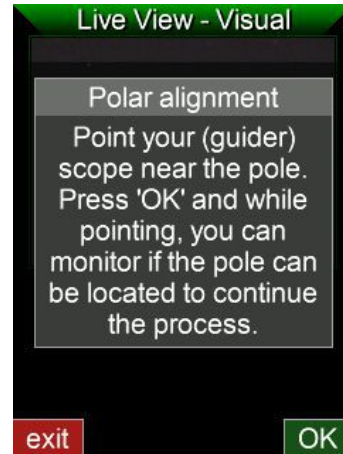 Live View - Visual
Polar alignment
Point your (guider)
scope near the pole.
Press 'OK' and while
pointing, you can
monitor if the pole can
be located to continue
the process.
exit
OK